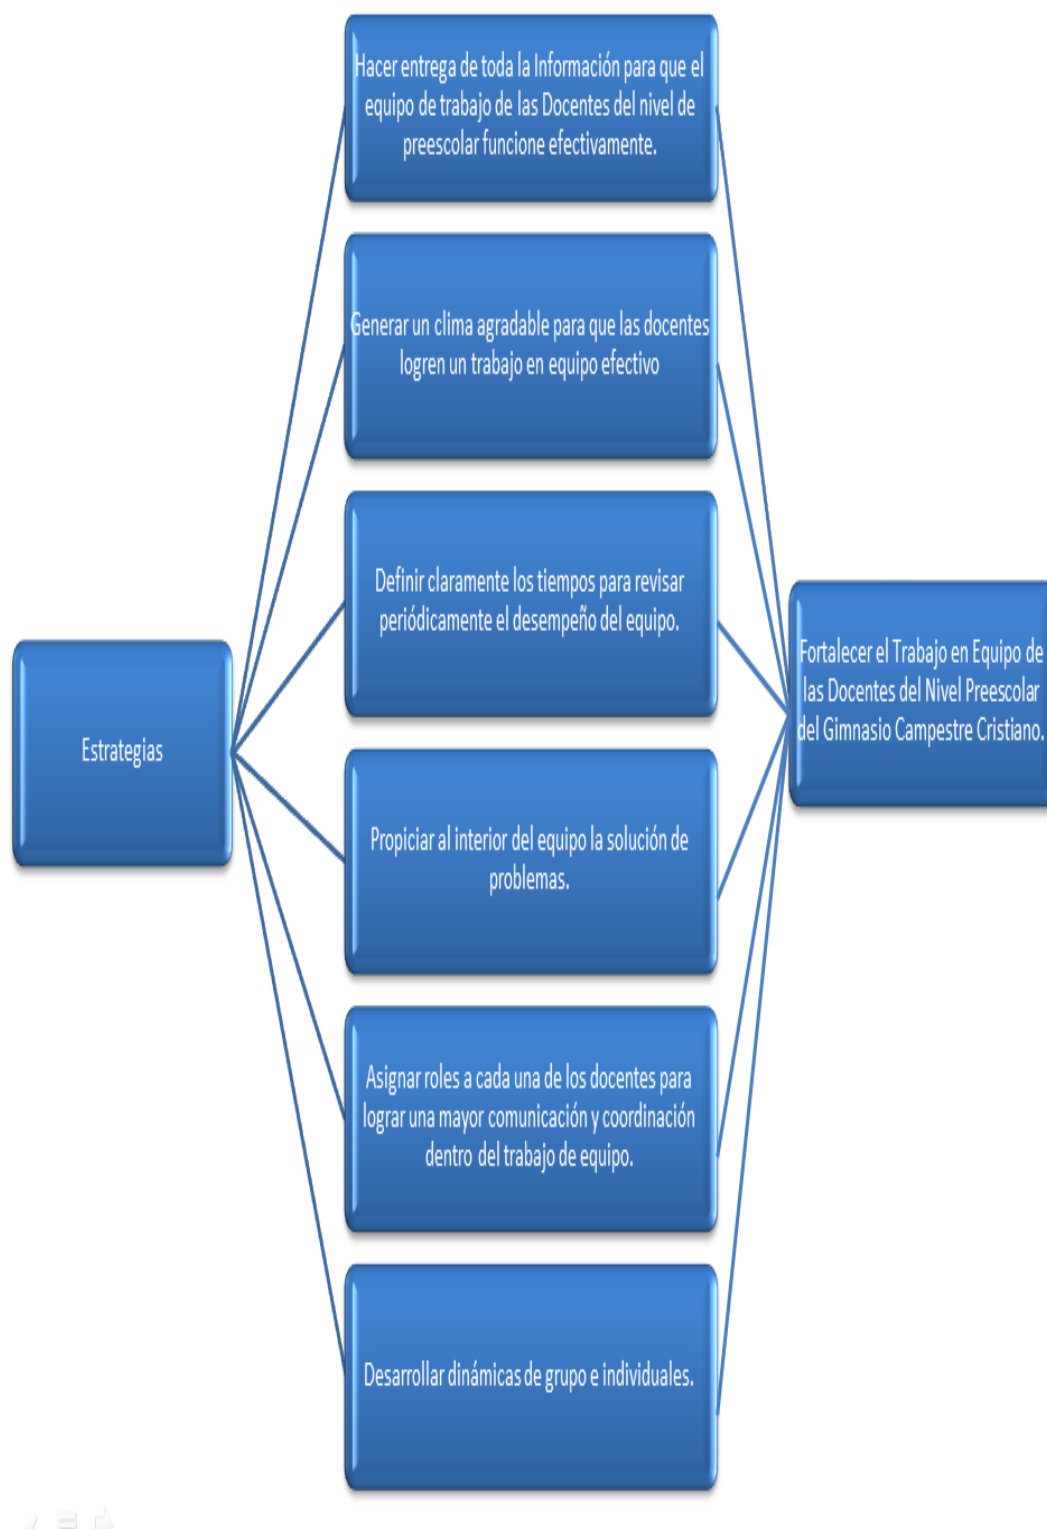 Hacer entrega de toda la Información para que el
equipo de trabajo de las Docentes del nivel de
preescolar funcione efectivamente.
Generar un clima agradable para que las docentes
logren un trabajo en equipo efectivo
Definir claramente los tiempos para revisar
periódicamente el desempeño del equipo.
Estrategias
Propiciar al interior del equipo la solución de
problemas.
Asignar roles a cada una de los docentes para
lograr una mayor comunicación y coordinación
dentro del trabajo de equipo.
Desarrollar dinámicas de grupo e individuales.
Fortalecer el Trabajo en Equipo de
las Docentes del Nivel Preescolar
del Gimnasio Campestre Cristiano.